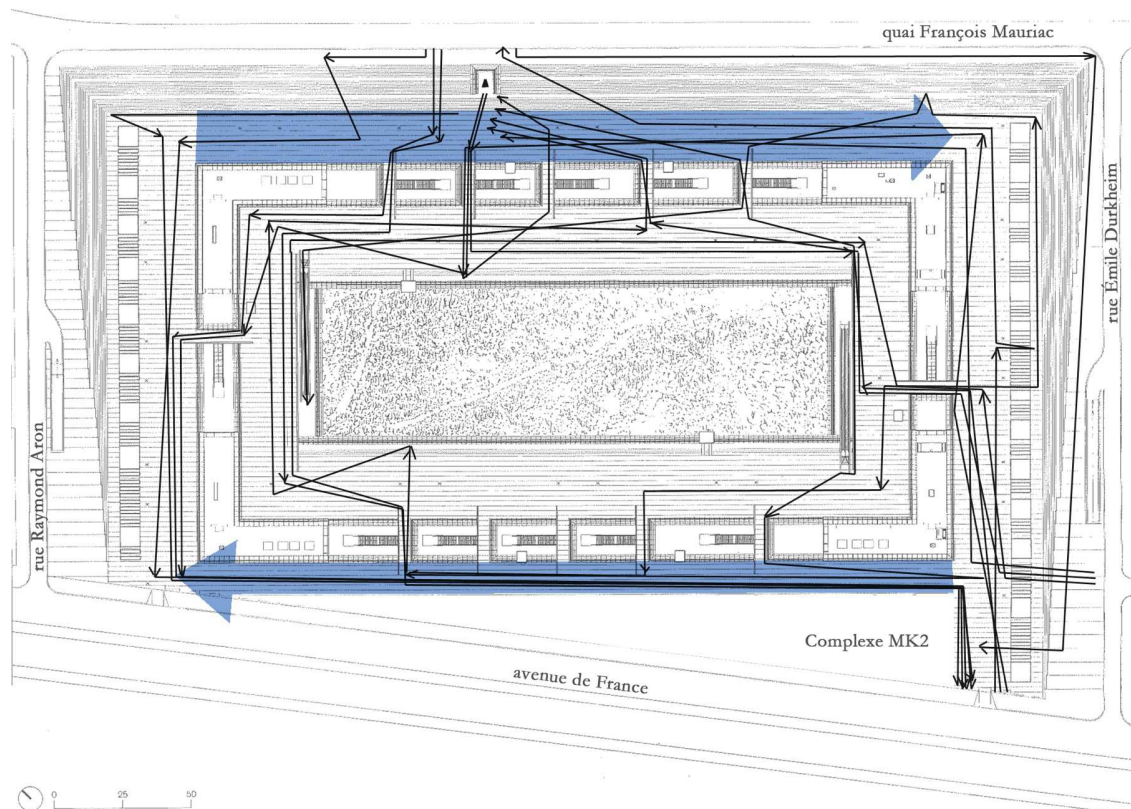 quai François Mauriac
rue Émile Durkheim
rue Raymond Aron
Complexe MK2
avenue de France
0 25 50